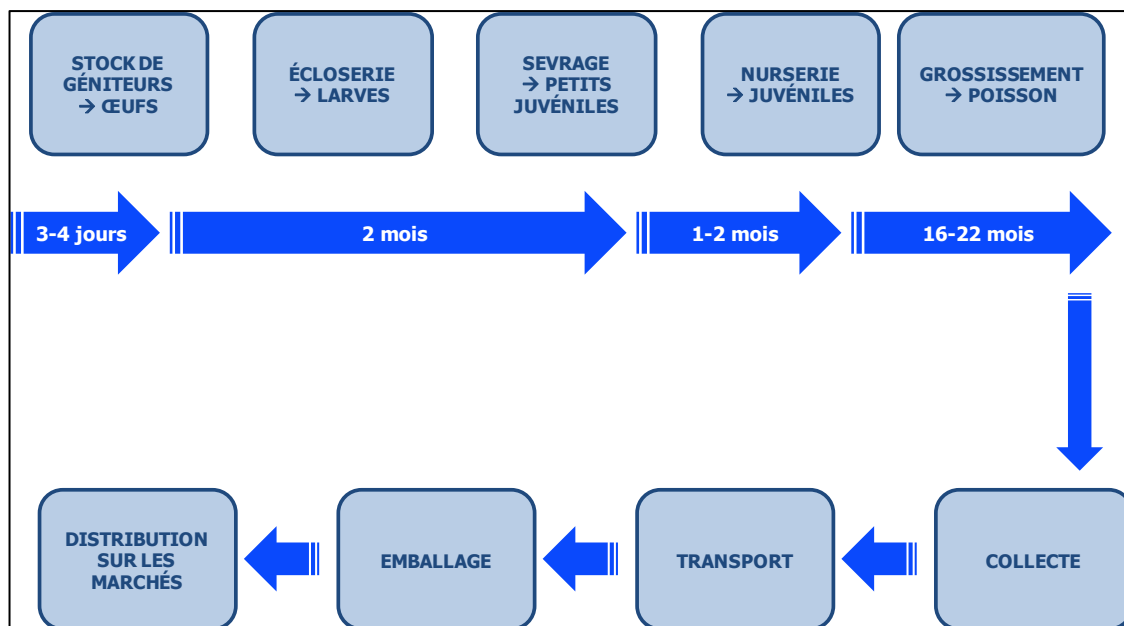 STOCK DE
GÉNITEURS
→ ŒUFS
ÉCLOSERIE
→ LARVES
SEVRAGE
→ PETITS
JUVÉNILES
NURSERIE
→ JUVÉNILES
GROSSISSEMENT
→ POISSON
3-4 jours
2 mois
1-2 mois
16-22 mois
DISTRIBUTION
SUR LES
MARCHÉS
EMBALLAGE
TRANSPORT
COLLECTE